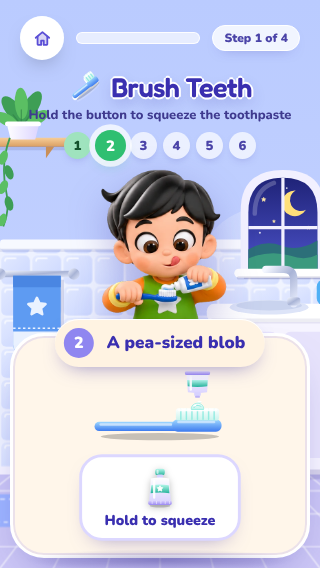 Step 1 of 4
Brush Teeth
Hold the button to squeeze the toothpaste
1 2 3 4 5 6
2 A pea-sized blob
Hold to squeeze